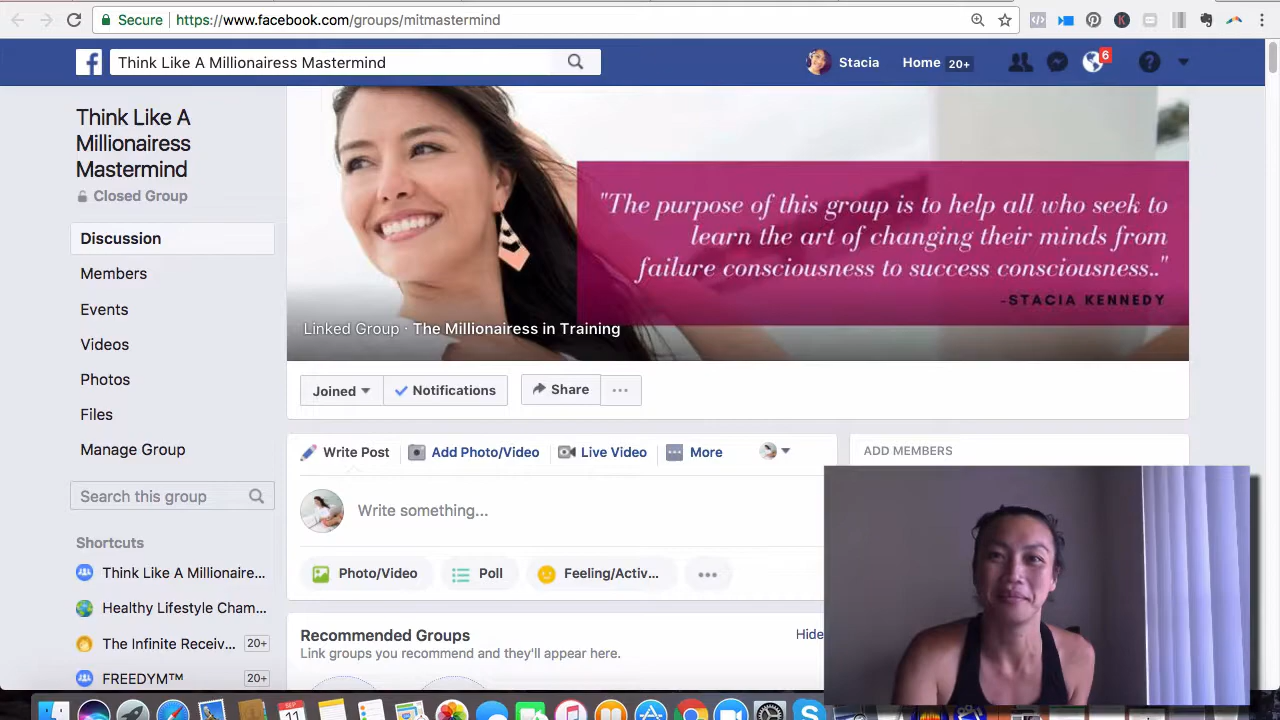 Secure https://www.facebook.com/groups/mitmastermind
Think Like A Millionairess Mastermind
Stacia
Home 20+
6
Think Like A
Millionairess
Mastermind
Closed Group
Discussion
Members
Events
Videos
Photos
Files
Manage Group
Search this group
Shortcuts
Think Like A Millionaire...
Healthy Lifestyle Cham...
The Infinite Receiv... 20+
FREEDYM™ 20+
"The purpose of this group is to help all who seek to
learn the art of changing their minds from
failure consciousness to success consciousness.."
-STACIA KENNEDY
Linked Group · The Millionairess in Training
Joined
Notifications
Share
Write Post
Add Photo/Video
Live Video
More
Write something...
Photo/Video
Poll
Feeling/Activ...
Recommended Groups
Hide
Link groups you recommend and they'll appear here.
ADD MEMBERS
SEP
11